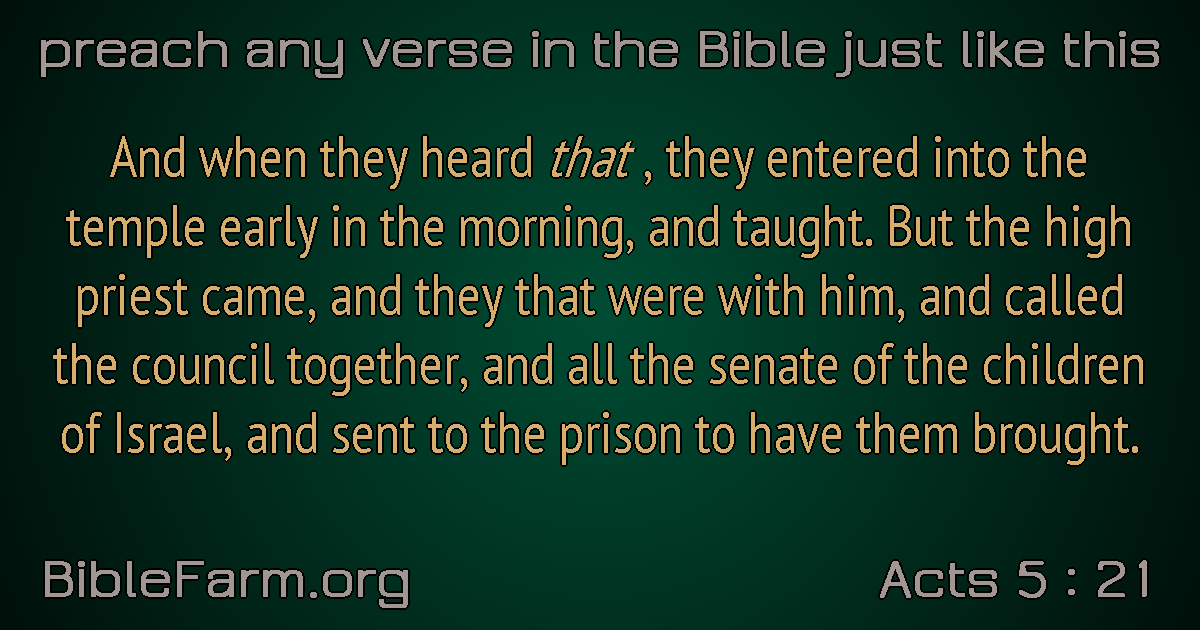 preach any verse in the Bible just like this
And when they heard that , they entered into the
temple early in the morning, and taught. But the high
priest came, and they that were with him, and called
the council together, and all the senate of the children
of Israel, and sent to the prison to have them brought.
BibleFarm.org
Acts 5 : 21